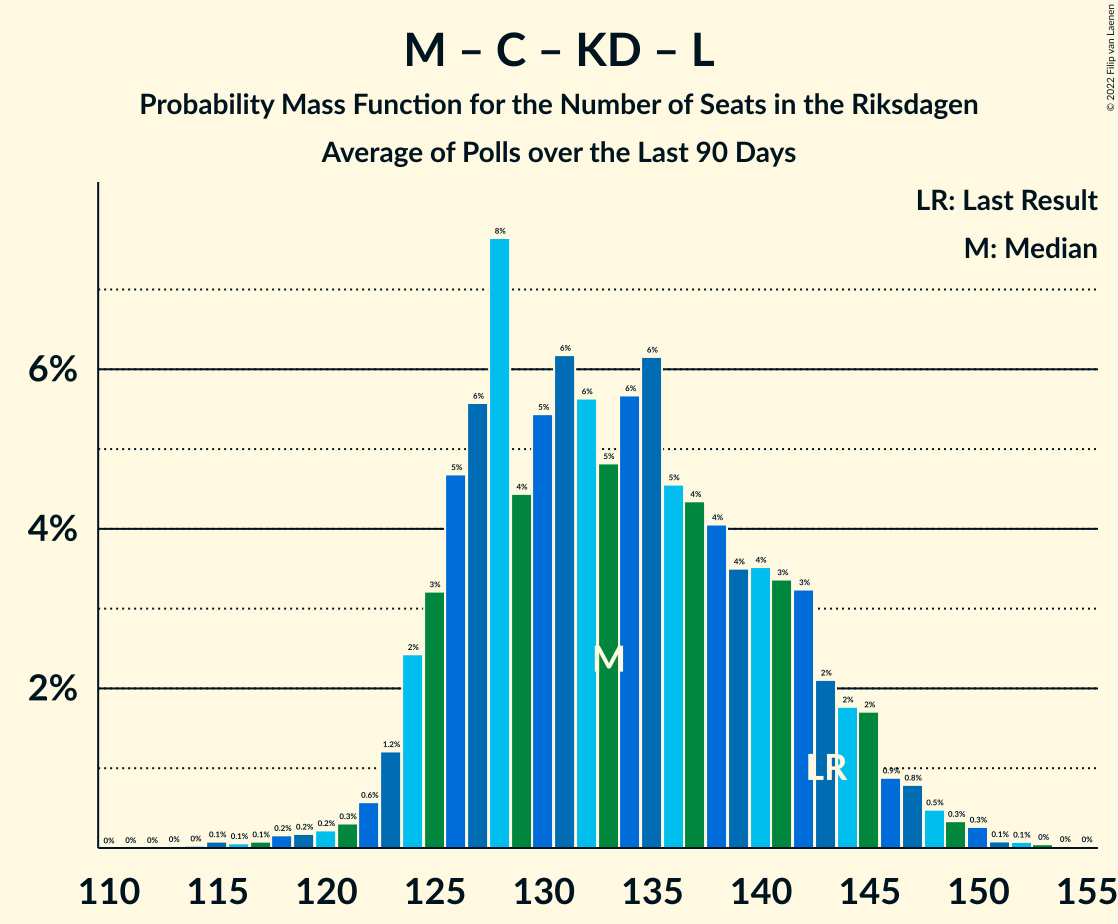 M – C – KD – L
Probability Mass Function for the Number of Seats in the Riksdagen
Average of Polls over the Last 90 Days
© 2022 Filip van Laenen
LR: Last Result
M: Median
8%
6%
6%
6%
6%
6%
6%
5%
5%
5%
5%
4%
4%
4%
4%
4%
4%
3%
3%
3%
2%
M
2%
2%
2%
2%
1.2%
LR
0.9%
0.8%
0.6%
0.5%
0% 0% 0% 0% 0% 0.1% 0.1% 0.1% 0.2% 0.2% 0.2% 0.3%
0.3% 0.3% 0.1% 0.1% 0% 0% 0%
110 115 120 125 130 135 140 145 150 155